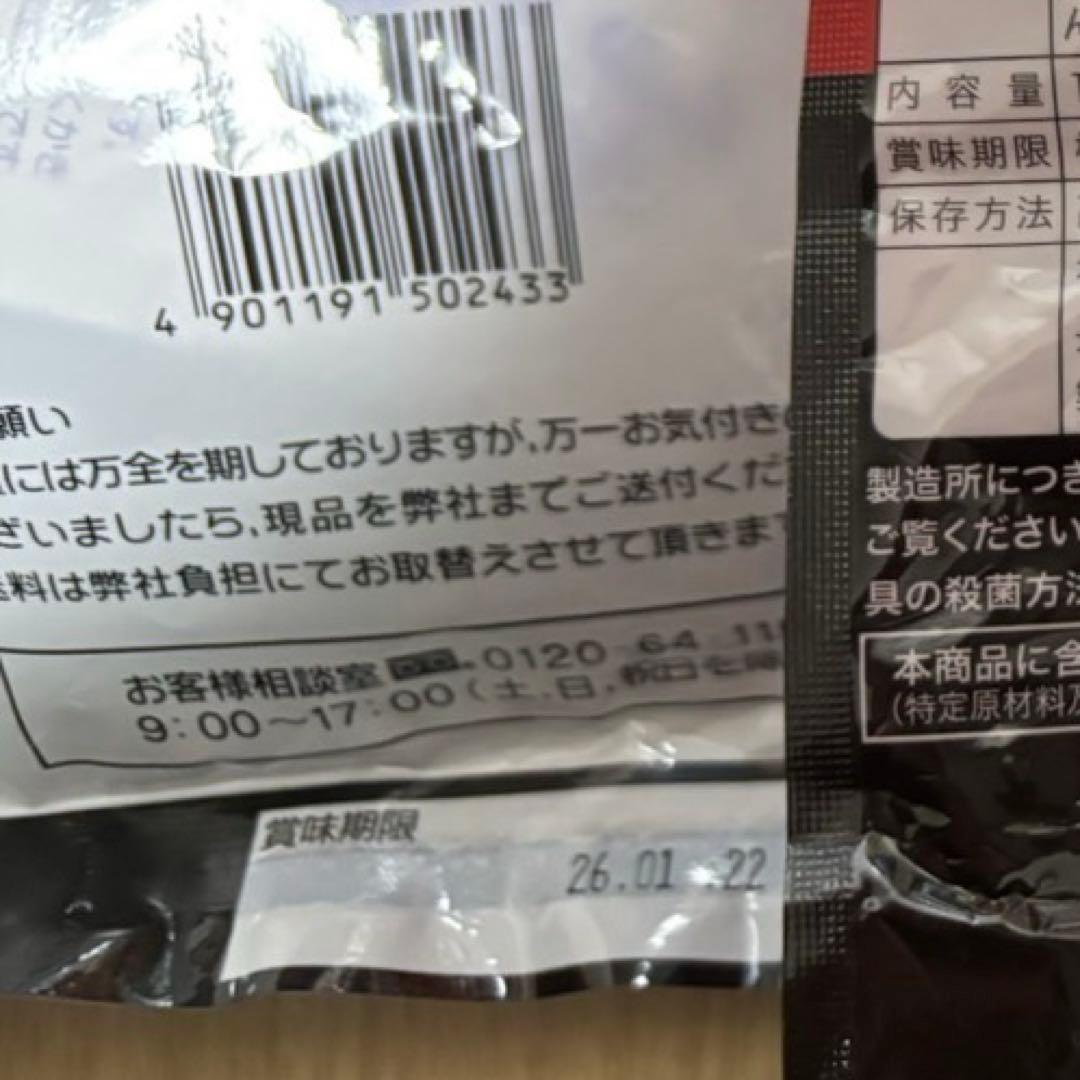 4 901191 502433
願い
には万全を期しておりますが、万一お気付き
ざいましたら、現品を弊社までご送付くだ
料は弊社負担にてお取替えさせて頂きま
お客様相談室 0120 64 11
9:00〜17:00(土,日,祝日を除
賞味期限
26.01 .22
内容量
賞味期限
保存方法
製造所につき
ご覧ください
具の殺菌方法
本商品に含
(特定原材料及